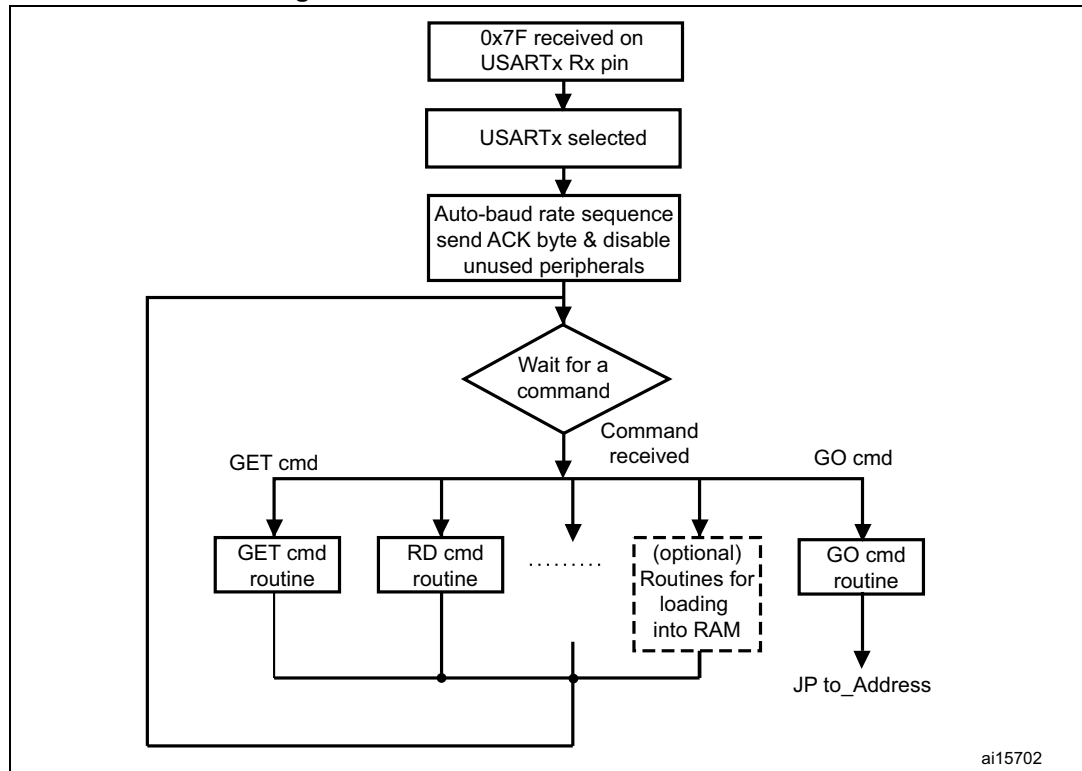 0x7F received on
USARTx Rx pin
USARTx selected
Auto-baud rate sequence
send ACK byte & disable
unused peripherals
Wait for a
command
Command
received
GET cmd
GO cmd
GET cmd
routine
RD cmd
routine
.........
(optional)
Routines for
loading
into RAM
GO cmd
routine
JP to_Address
ai15702